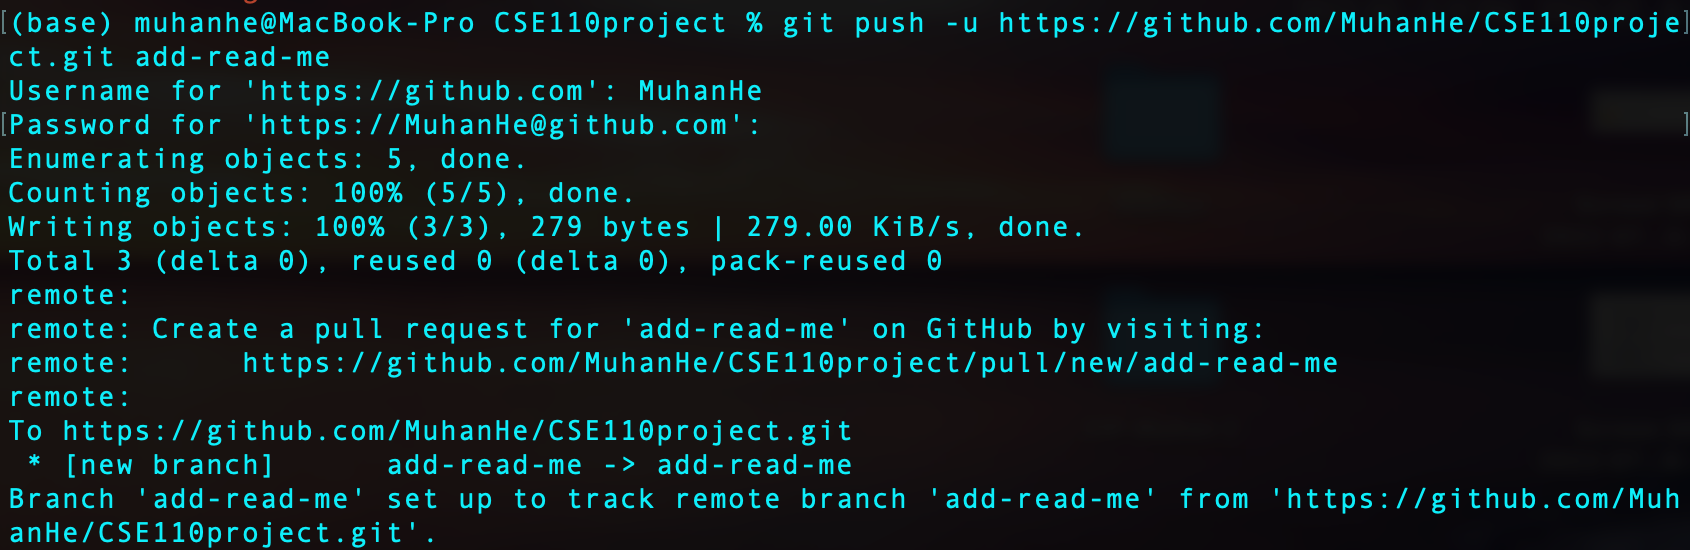 (base) muhanhe@MacBook-Pro CSE110project % git push -u https://github.com/MuhanHe/CSE110proje
ct.git add-read-me
Username for 'https://github.com': MuhanHe
Password for 'https://MuhanHe@github.com':
Enumerating objects: 5, done.
Counting objects: 100% (5/5), done.
Writing objects: 100% (3/3), 279 bytes | 279.00 KiB/s, done.
Total 3 (delta 0), reused 0 (delta 0), pack-reused 0
remote:
remote: Create a pull request for 'add-read-me' on GitHub by visiting:
remote:      https://github.com/MuhanHe/CSE110project/pull/new/add-read-me
remote:
To https://github.com/MuhanHe/CSE110project.git
 * [new branch]      add-read-me -> add-read-me
Branch 'add-read-me' set up to track remote branch 'add-read-me' from 'https://github.com/Muh
anHe/CSE110project.git'.